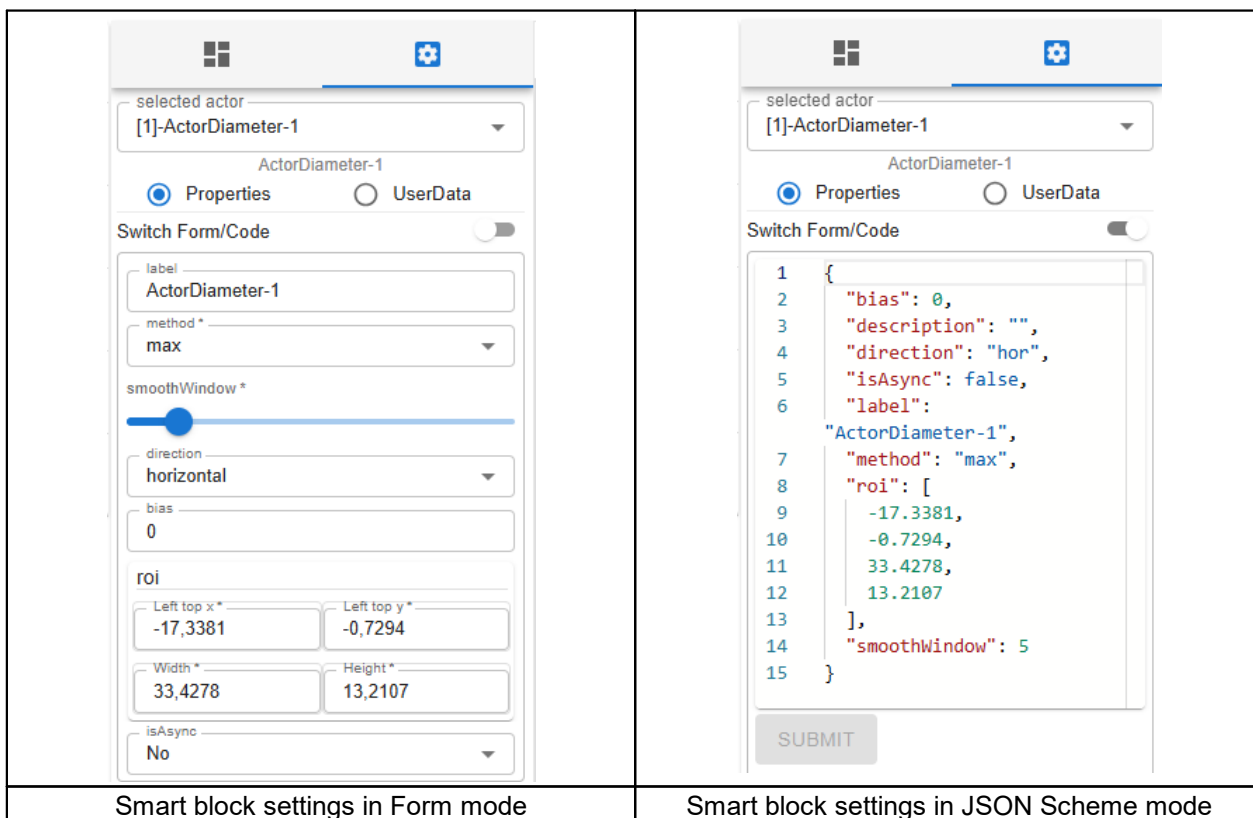 selected actor
[1]-ActorDiameter-1
ActorDiameter-1
Properties UserData
Switch Form/Code
label
ActorDiameter-1
method *
max
smoothWindow *
direction
horizontal
bias
0
roi
Left top x * Left top y *
-17,3381 -0,7294
Width * Height *
33,4278 13,2107
isAsync
No
Smart block settings in Form mode
selected actor
[1]-ActorDiameter-1
ActorDiameter-1
Properties UserData
Switch Form/Code
1 {
2 "bias": 0,
3 "description": "",
4 "direction": "hor",
5 "isAsync": false,
6 "label":
"ActorDiameter-1",
7 "method": "max",
8 "roi": [
9 -17.3381,
10 -0.7294,
11 33.4278,
12 13.2107
13 ],
14 "smoothWindow": 5
15 }
SUBMIT
Smart block settings in JSON Scheme mode